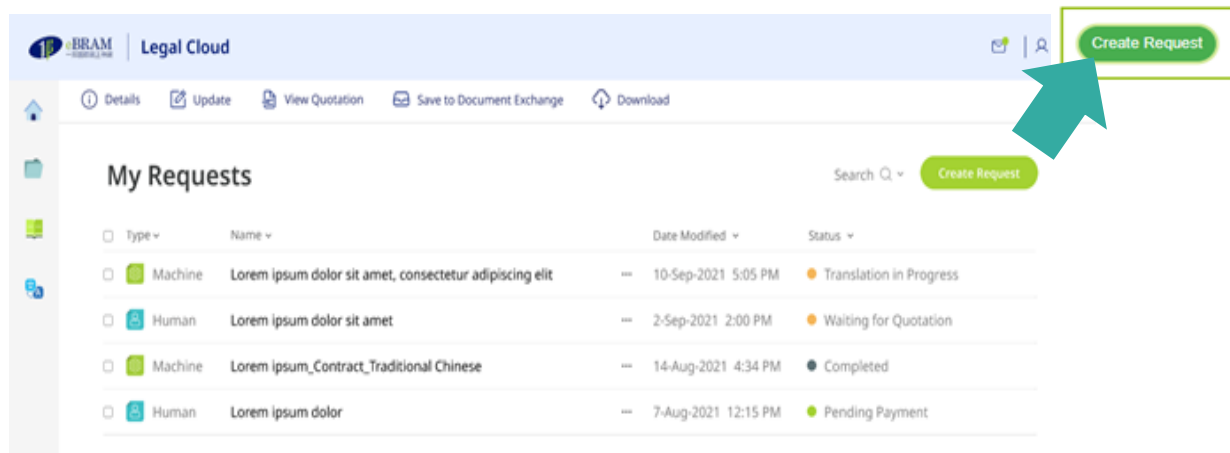 eBRAM Legal Cloud
Create Request
Details Update View Quotation Save to Document Exchange Download
My Requests
Search Create Request
Type Name Date Modified Status
Machine Lorem ipsum dolor sit amet, consectetur adipiscing elit ... 10-Sep-2021 5:05 PM Translation in Progress
Human Lorem ipsum dolor sit amet ... 2-Sep-2021 2:00 PM Waiting for Quotation
Machine Lorem ipsum_Contract_Traditional Chinese ... 14-Aug-2021 4:34 PM Completed
Human Lorem ipsum dolor ... 7-Aug-2021 12:15 PM Pending Payment